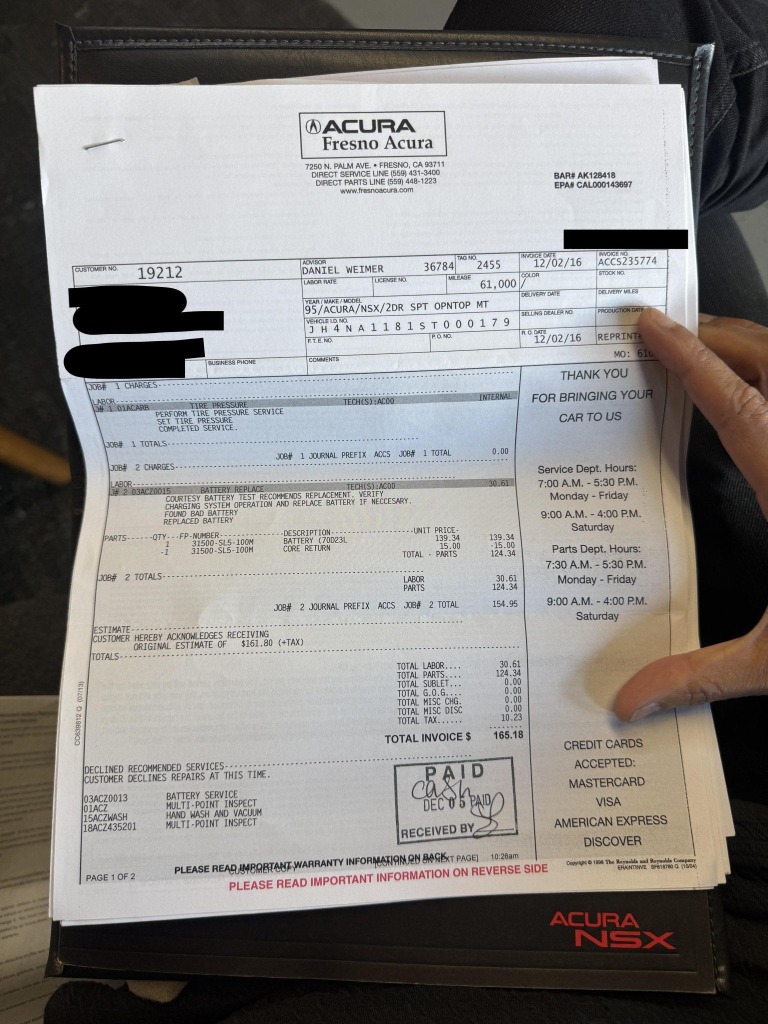 ACURA
Fresno Acura
7250 N. PALM AVE. • FRESNO, CA 93711
DIRECT SERVICE LINE (559) 431-3400
DIRECT PARTS LINE (559) 448-1223
www.fresnoacura.com
BAR# AK128418
EPA# CAL000143697
CUSTOMER NO. 19212
ADVISOR
DANIEL WEIMER 36784
TAG NO.
2455
INVOICE DATE
12/02/16
INVOICE NO.
ACCS235774
LABOR RATE
LICENSE NO.
MILEAGE
61,000
COLOR
/
STOCK NO.
YEAR / MAKE / MODEL
95/ACURA/NSX/2DR SPT OPNTOP MT
DELIVERY DATE
DELIVERY MILES
VEHICLE I.D. NO.
JH4NA1181ST000179
SELLING DEALER NO.
PRODUCTION DATE
F.T.E. NO.
P.O. NO.
R.O. DATE
12/02/16
REPRINT
BUSINESS PHONE
COMMENTS
MO:
JOB# 1 CHARGES
LABOR
J# 1 01ACARB TIRE PRESSURE TECH(S):AC00 INTERNAL
PERFORM TIRE PRESSURE SERVICE
SET TIRE PRESSURE
COMPLETED SERVICE.
JOB# 1 TOTALS
JOB# 1 JOURNAL PREFIX ACCS JOB# 1 TOTAL 0.00
JOB# 2 CHARGES
LABOR
J# 2 03ACZ0015 BATTERY REPLACE TECH(S):AC00 30.61
COURTESY BATTERY TEST RECOMMENDS REPLACEMENT. VERIFY
CHARGING SYSTEM OPERATION AND REPLACE BATTERY IF NECCESARY.
FOUND BAD BATTERY
REPLACED BATTERY
PARTS------QTY---FP-NUMBER---------------DESCRIPTION--------------------UNIT PRICE-
1 31500-SL5-100M BATTERY (70D23L 139.34 139.34
-1 31500-SL5-100M CORE RETURN 15.00 -15.00
TOTAL - PARTS 124.34
JOB# 2 TOTALS
LABOR 30.61
PARTS 124.34
JOB# 2 JOURNAL PREFIX ACCS JOB# 2 TOTAL 154.95
ESTIMATE
CUSTOMER HEREBY ACKNOWLEDGES RECEIVING
ORIGINAL ESTIMATE OF $161.80 (+TAX)
TOTALS
TOTAL LABOR.... 30.61
TOTAL PARTS.... 124.34
TOTAL SUBLET... 0.00
TOTAL G.O.G.... 0.00
TOTAL MISC CHG. 0.00
TOTAL MISC DISC 0.00
TOTAL TAX...... 10.23
TOTAL INVOICE $ 165.18
DECLINED RECOMMENDED SERVICES
CUSTOMER DECLINES REPAIRS AT THIS TIME.
03ACZ0013 BATTERY SERVICE
01ACZ MULTI-POINT INSPECT
15ACZWASH HAND WASH AND VACUUM
18ACZ435201 MULTI-POINT INSPECT
PAID
cash
DEC 05 PAID
RECEIVED BY
THANK YOU
FOR BRINGING YOUR
CAR TO US
Service Dept. Hours:
7:00 A.M. - 5:30 P.M.
Monday - Friday
9:00 A.M. - 4:00 P.M.
Saturday
Parts Dept. Hours:
7:30 A.M. - 5:30 P.M.
Monday - Friday
9:00 A.M. - 4:00 P.M.
Saturday
CREDIT CARDS
ACCEPTED:
MASTERCARD
VISA
AMERICAN EXPRESS
DISCOVER
PAGE 1 OF 2
PLEASE READ IMPORTANT WARRANTY INFORMATION ON BACK
CUSTOMER COPY
[CONTINUED ON NEXT PAGE] 10:26am
PLEASE READ IMPORTANT INFORMATION ON REVERSE SIDE
Copyright © 1998 The Reynolds and Reynolds Company
ACURA
NSX